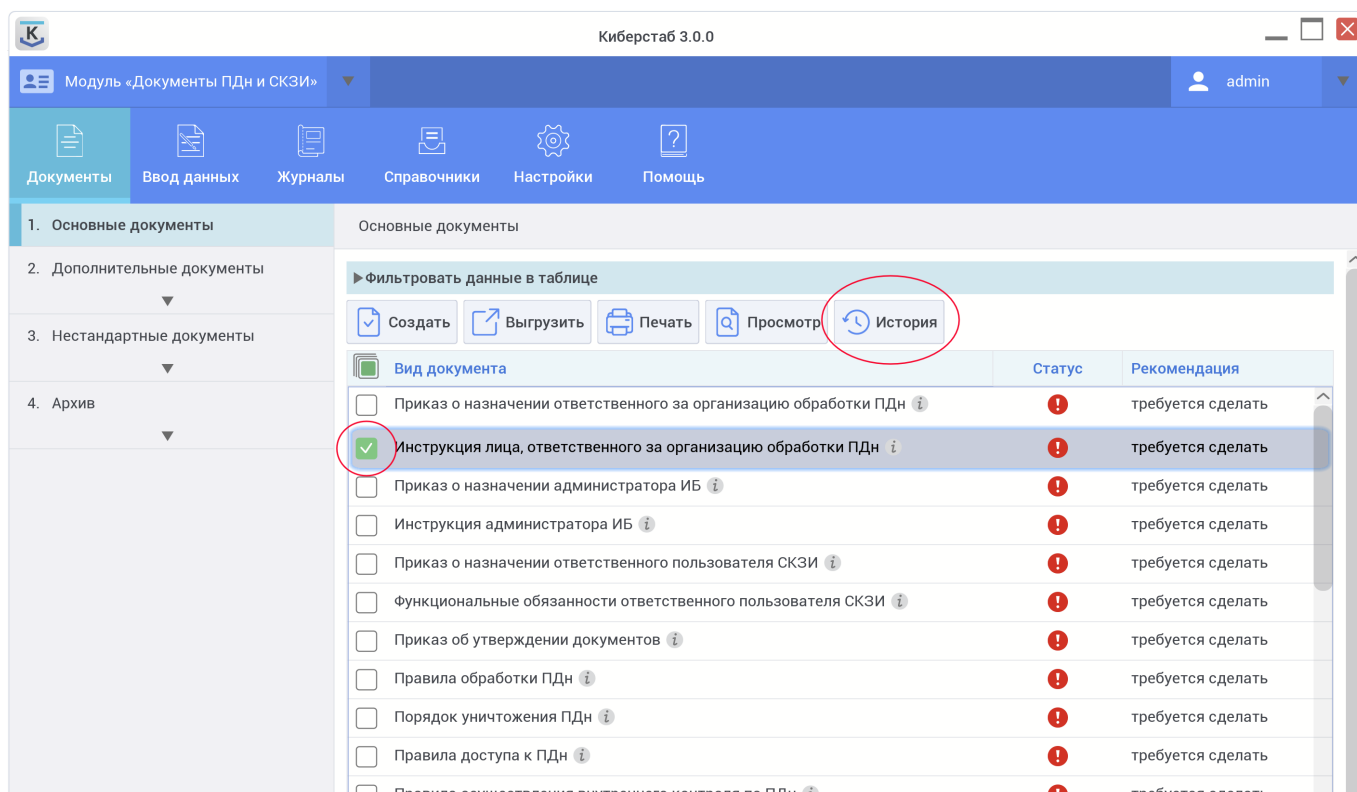 Киберстаб 3.0.0
Модуль «Документы ПДн и СКЗИ»
admin
Документы
Ввод данных
Журналы
Справочники
Настройки
Помощь
1. Основные документы
2. Дополнительные документы
3. Нестандартные документы
4. Архив
Основные документы
Фильтровать данные в таблице
Создать
Выгрузить
Печать
Просмотр
История
Вид документа Статус Рекомендация
Приказ о назначении ответственного за организацию обработки ПДн i ! требуется сделать
Инструкция лица, ответственного за организацию обработки ПДн i ! требуется сделать
Приказ о назначении администратора ИБ i ! требуется сделать
Инструкция администратора ИБ i ! требуется сделать
Приказ о назначении ответственного пользователя СКЗИ i ! требуется сделать
Функциональные обязанности ответственного пользователя СКЗИ i ! требуется сделать
Приказ об утверждении документов i ! требуется сделать
Правила обработки ПДн i ! требуется сделать
Порядок уничтожения ПДн i ! требуется сделать
Правила доступа к ПДн i ! требуется сделать